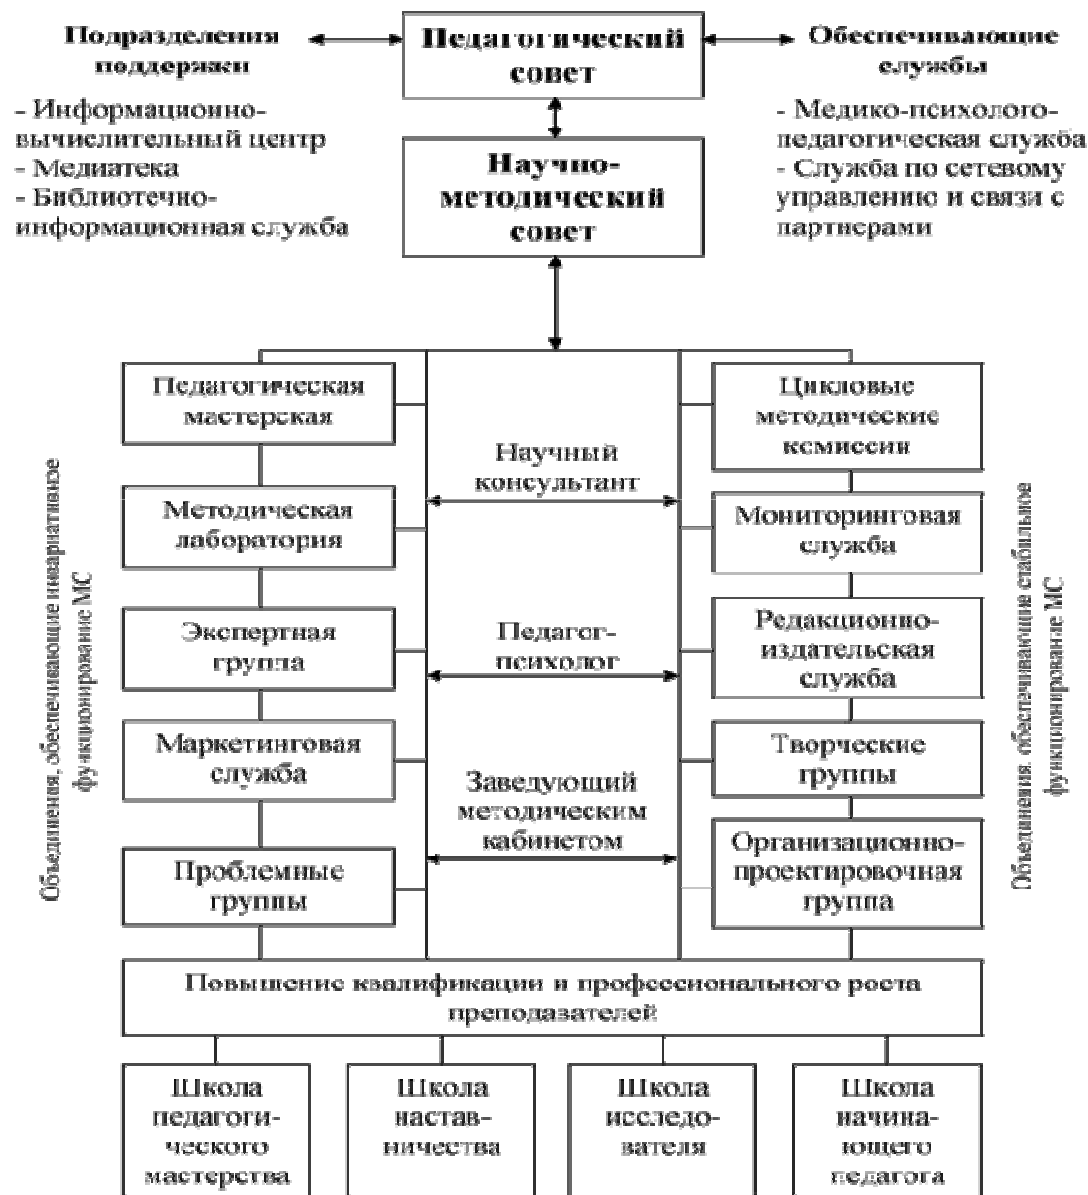 Подразделения
поддержки
- Информационно-
вычислительный центр
- Медиатека
- Библиотечно-
информационная служба
Педагогический
совет
Научно-
методический
совет
Обеспечивающие
службы
- Медико-психолого-
педагогическая служба
- Служба по сетевому
управлению и связи с
партнерами
Объединения, обеспечивающие инвариативное
функционирование МС
Педагогическая
мастерская
Методическая
лаборатория
Экспертная
группа
Маркетинговая
служба
Проблемные
группы
Научный
консультант
Педагог-
психолог
Заведующий
методическим
кабинетом
Цикловые
методические
комиссии
Мониторинговая
служба
Редакционно-
издательская
служба
Творческие
группы
Организационно-
проектировочная
группа
Объединения, обеспечивающие стабильное
функционирование МС
Повышение квалификации и профессионального роста
преподавателей
Школа
педагоги-
ческого
мастерства
Школа
настав-
ничества
Школа
исследо-
вателя
Школа
начина-
ющего
педагога